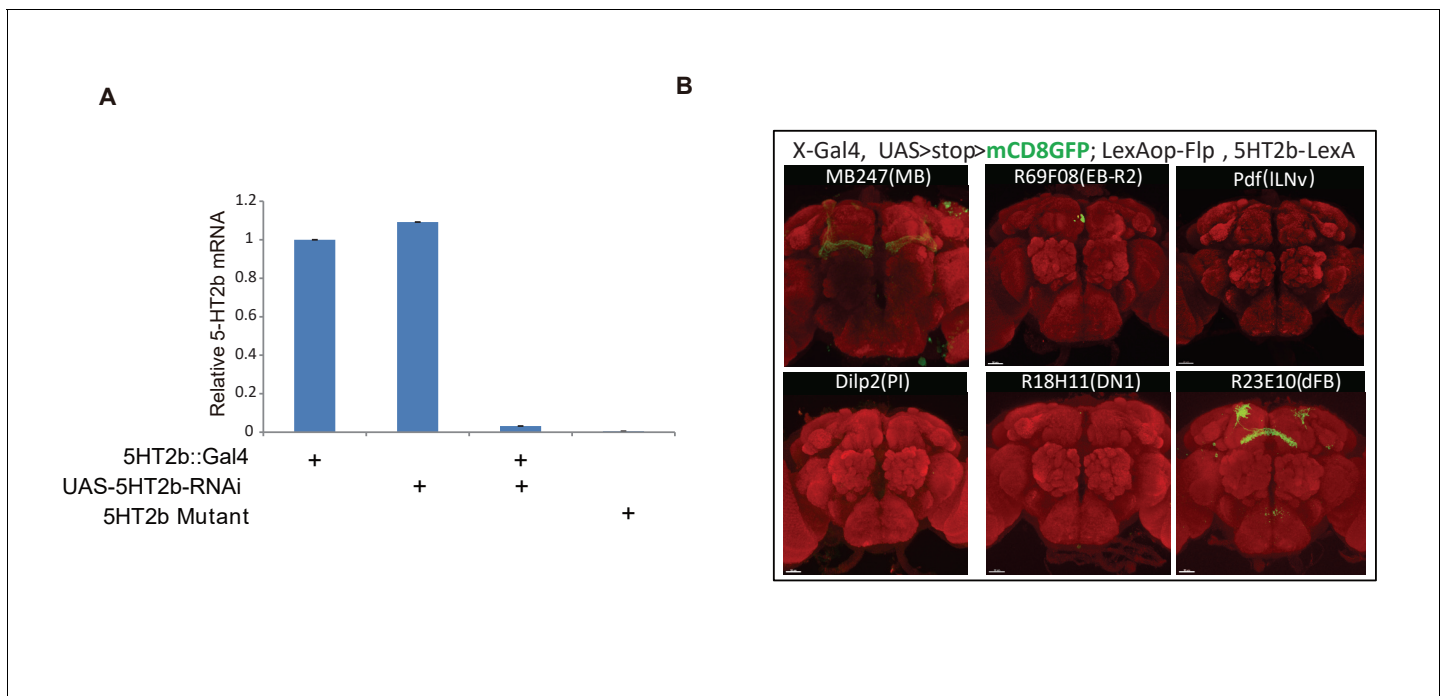 A
B
Relative 5-HT2b mRNA
1.2
1
0.8
0.6
0.4
0.2
0
5HT2b::Gal4 + +
UAS-5HT2b-RNAi + +
5HT2b Mutant +
X-Gal4, UAS>stop>mCD8GFP; LexAop-Flp , 5HT2b-LexA
MB247(MB) R69F08(EB-R2) Pdf(lLNv)
Dilp2(PI) R18H11(DN1) R23E10(dFB)